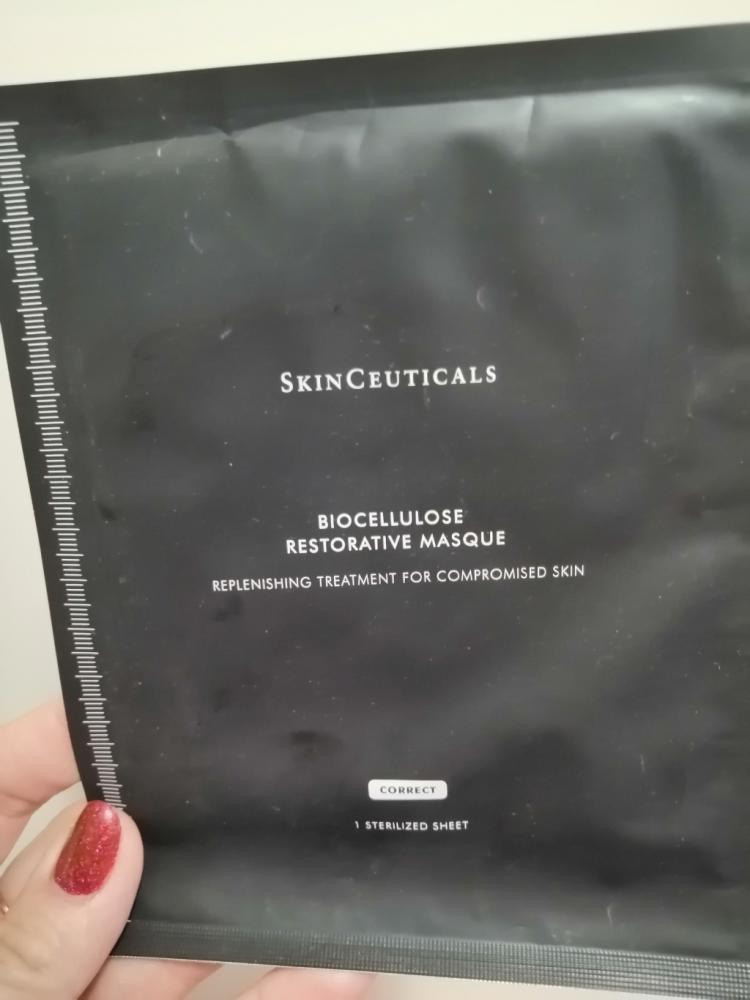 SKINCEUTICALS
BIOCELLULOSE
RESTORATIVE MASQUE
REPLENISHING TREATMENT FOR COMPROMISED SKIN
CORRECT
1 STERILIZED SHEET